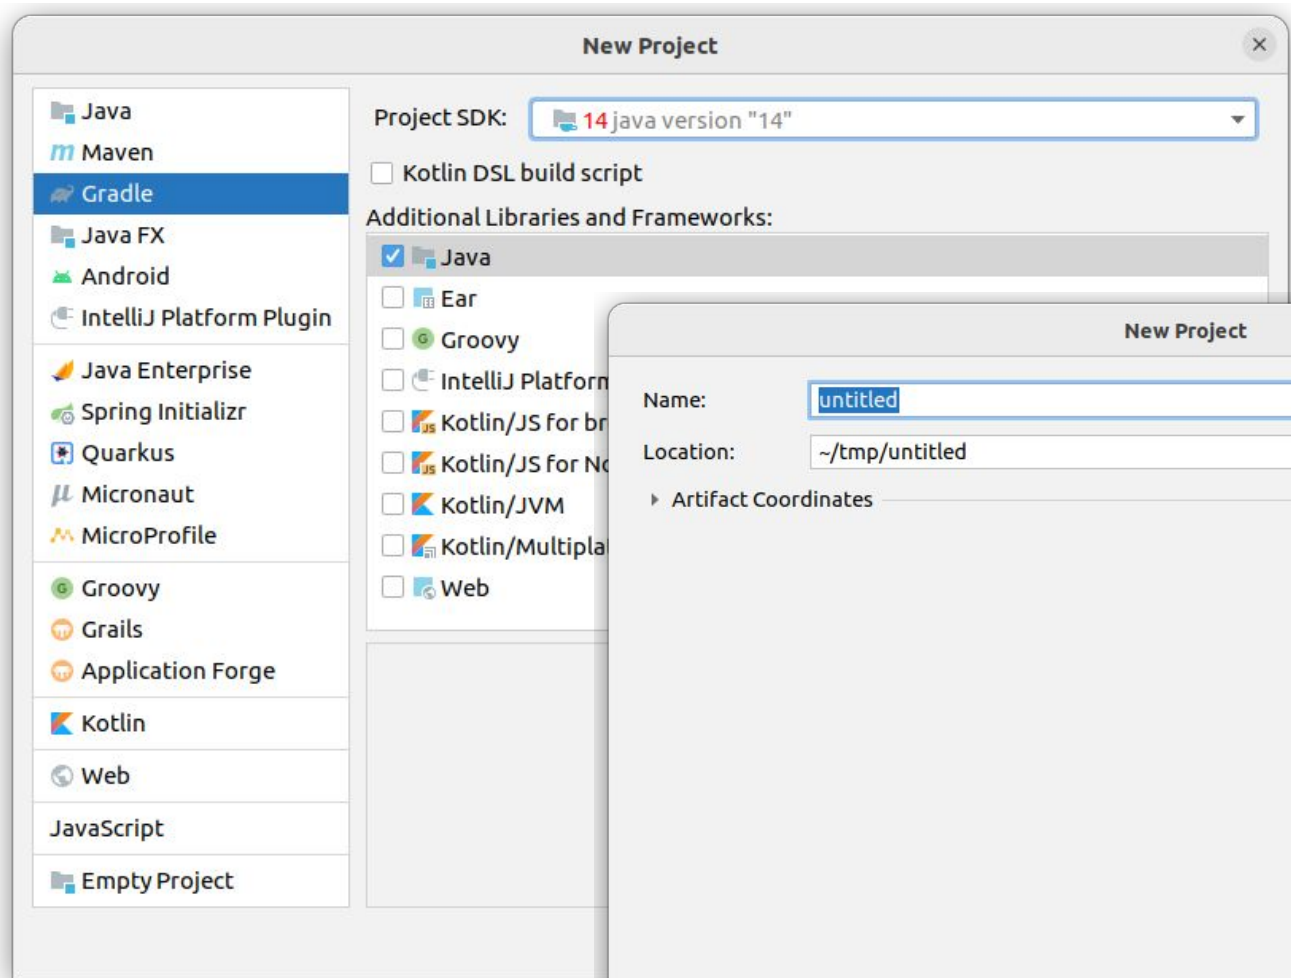 New Project
Java
Maven
Gradle
Java FX
Android
IntelliJ Platform Plugin
Java Enterprise
Spring Initializr
Quarkus
Micronaut
MicroProfile
Groovy
Grails
Application Forge
Kotlin
Web
JavaScript
Empty Project
Project SDK: 14 java version "14"
Kotlin DSL build script
Additional Libraries and Frameworks:
Java
Ear
Groovy
IntelliJ Platform
Kotlin/JS for br
Kotlin/JS for No
Kotlin/JVM
Kotlin/Multipla
Web
New Project
Name: untitled
Location: ~/tmp/untitled
Artifact Coordinates